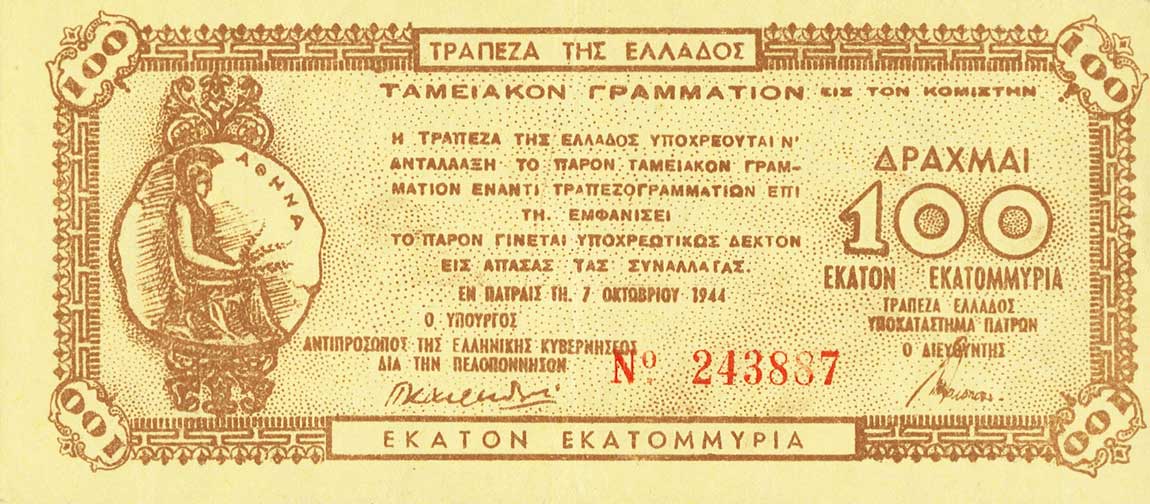 100
ΤΡΑΠΕΖΑ ΤΗΣ ΕΛΛΑΔΟΣ
100
ΤΑΜΕΙΑΚΟΝ ΓΡΑΜΜΑΤΙΟΝ ΕΙΣ ΤΟΝ ΚΟΜΙΣΤΗΝ
ΑΘΗΝΑ
Η ΤΡΑΠΕΖΑ ΤΗΣ ΕΛΛΑΔΟΣ ΥΠΟΧΡΕΟΥΤΑΙ Ν'
ΑΝΤΑΛΑΞΗ ΤΟ ΠΑΡΟΝ ΤΑΜΕΙΑΚΟΝ ΓΡΑΜ-
ΜΑΤΙΟΝ ΕΝΑΝΤΙ ΤΡΑΠΕΖΟΓΡΑΜΜΑΤΙΩΝ ΕΠΙ
ΤΗ. ΕΜΦΑΝΙΣΕΙ
ΤΟ ΠΑΡΟΝ ΓΙΝΕΤΑΙ ΥΠΟΧΡΕΩΤΙΚΩΣ ΔΕΚΤΟΝ
ΕΙΣ ΑΠΑΣΑΣ ΤΑΣ ΣΥΝΑΛΛΑΓΑΣ.
ΕΝ ΠΑΤΡΑΙΣ ΤΗ. 7 ΟΚΤΩΒΡΙΟΥ 1944
Ο ΥΠΟΥΡΓΟΣ
ΑΝΤΙΠΡΟΣΩΠΟΣ ΤΗΣ ΕΛΛΗΝΙΚΗΣ ΚΥΒΕΡΝΗΣΕΩΣ
ΔΙΑ ΤΗΝ ΠΕΛΟΠΟΝΝΗΣΟΝ
ΔΡΑΧΜΑΙ
100
ΕΚΑΤΟΝ ΕΚΑΤΟΜΜΥΡΙΑ
ΤΡΑΠΕΖΑ ΕΛΛΑΔΟΣ
ΥΠΟΚΑΤΑΣΤΗΜΑ ΠΑΤΡΩΝ
Ο ΔΙΕΥΘΥΝΤΗΣ
Nº 243887
100
ΕΚΑΤΟΝ ΕΚΑΤΟΜΜΥΡΙΑ
100